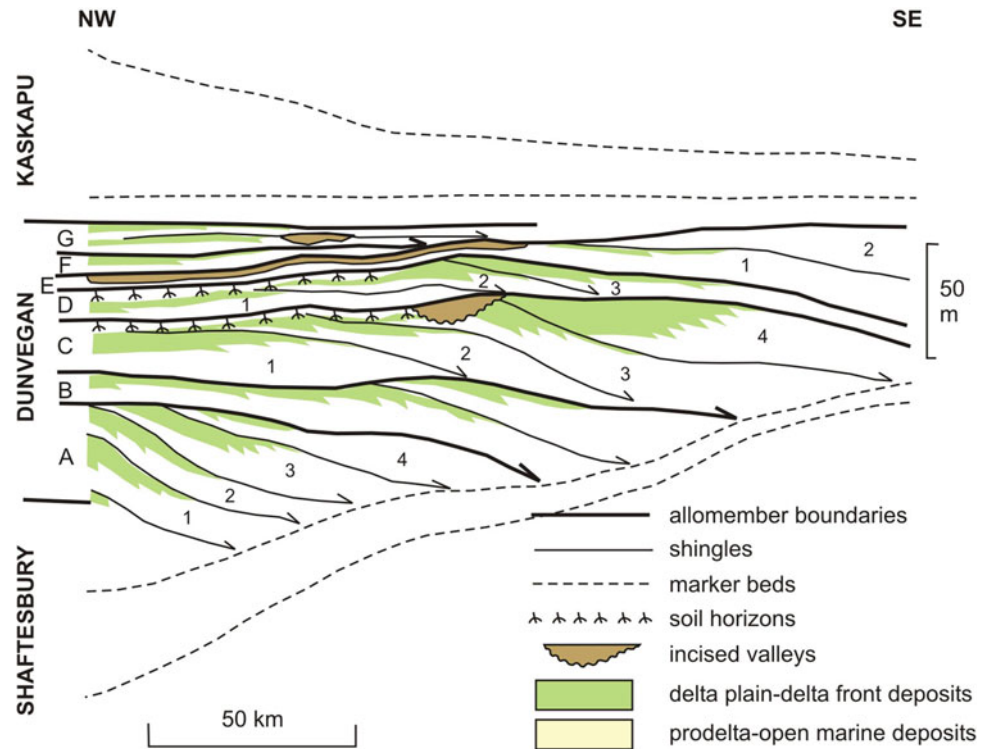 NW
SE
KASKAPU
DUNVEGAN
SHAFTESBURY
G
F
E
D
C
B
A
1
2
1
2
3
1
2
3
4
1
2
3
4
50
m
50 km
allomember boundaries
shingles
marker beds
soil horizons
incised valleys
delta plain-delta front deposits
prodelta-open marine deposits